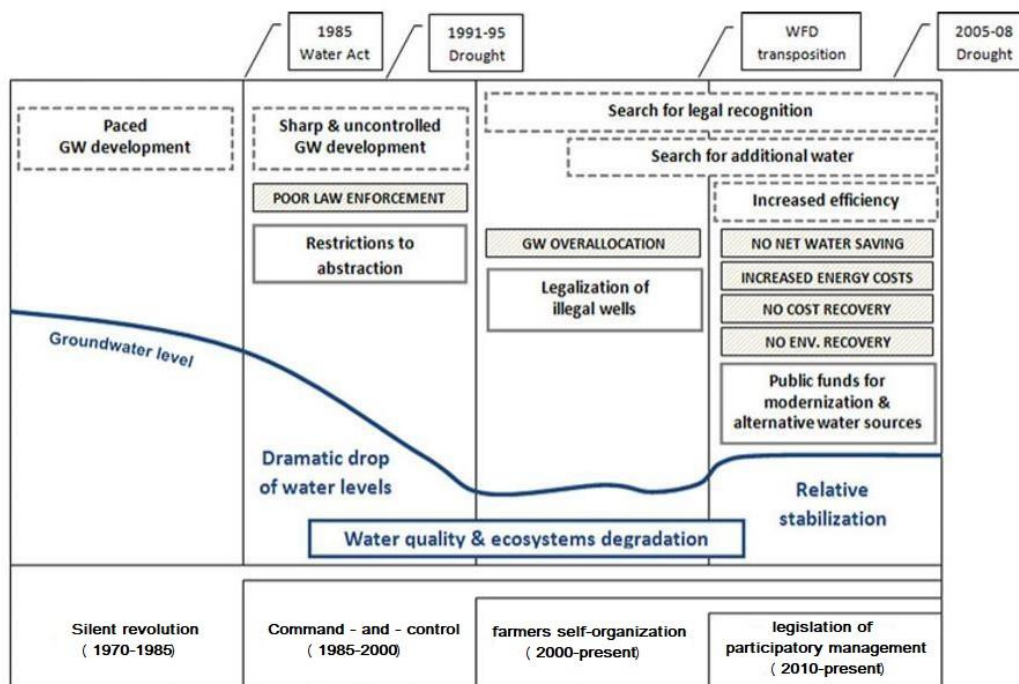 1985
Water Act
1991-95
Drought
WFD
transposition
2005-08
Drought
Paced
GW development
Sharp & uncontrolled
GW development
Search for legal recognition
Search for additional water
Increased efficiency
POOR LAW ENFORCEMENT
Restrictions to
abstraction
GW OVERALLOCATION
Legalization of
illegal wells
NO NET WATER SAVING
INCREASED ENERGY COSTS
NO COST RECOVERY
NO ENV. RECOVERY
Public funds for
modernization &
alternative water sources
Groundwater level
Dramatic drop
of water levels
Relative
stabilization
Water quality & ecosystems degradation
Silent revolution
( 1970-1985)
Command - and - control
( 1985-2000)
farmers self-organization
( 2000-present)
legislation of
participatory management
( 2010-present)